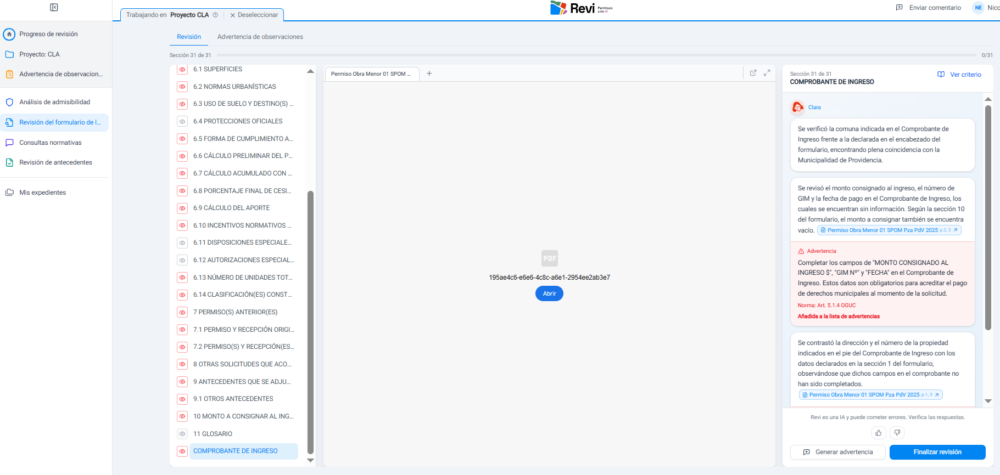 Progreso de revisión
Proyecto: CLA
Advertencia de observacion...
Análisis de admisibilidad
Revisión del formulario de l...
Consultas normativas
Revisión de antecedentes
Mis expedientes
Trabajando en Proyecto CLA
Deseleccionar
Revi Permisos con IA
Enviar comentario
NE Nico
Revisión
Advertencia de observaciones
Sección 31 de 31
0/31
6.1 SUPERFICIES
6.2 NORMAS URBANÍSTICAS
6.3 USO DE SUELO Y DESTINO(S) ...
6.4 PROTECCIONES OFICIALES
6.5 FORMA DE CUMPLIMIENTO A...
6.6 CÁLCULO PRELIMINAR DEL P...
6.7 CÁLCULO ACUMULADO CON ...
6.8 PORCENTAJE FINAL DE CESI...
6.9 CÁLCULO DEL APORTE
6.10 INCENTIVOS NORMATIVOS ...
6.11 DISPOSICIONES ESPECIALE...
6.12 AUTORIZACIONES ESPECIAL...
6.13 NÚMERO DE UNIDADES TOT...
6.14 CLASIFICACIÓN(ES) CONST...
7 PERMISO(S) ANTERIOR(ES)
7.1 PERMISO Y RECEPCIÓN ORIGI...
7.2 PERMISO(S) Y RECEPCIÓN(ES...
8 OTRAS SOLICITUDES QUE ACO...
9 ANTECEDENTES QUE SE ADJU...
9.1 OTROS ANTECEDENTES
10 MONTO A CONSIGNAR AL ING...
11 GLOSARIO
COMPROBANTE DE INGRESO
Permiso Obra Menor 01 SPOM ...
PDF
195ae4c6-e6e6-4c8c-a6e1-2954ee2ab3e7
Abrir
Sección 31 de 31
COMPROBANTE DE INGRESO
Ver criterio
Clara
Se verificó la comuna indicada en el Comprobante de
Ingreso frente a la declarada en el encabezado del
formulario, encontrando plena coincidencia con la
Municipalidad de Providencia.
Se revisó el monto consignado al ingreso, el número de
GIM y la fecha de pago en el Comprobante de Ingreso, los
cuales se encuentran sin información. Según la sección 10
del formulario, el monto a consignar también se encuentra
vacío. Permiso Obra Menor 01 SPOM Pza PdV 2025 p.2, 3
Advertencia
Completar los campos de "MONTO CONSIGNADO AL
INGRESO $", "GIM Nº" y "FECHA" en el Comprobante de
Ingreso. Estos datos son obligatorios para acreditar el pago
de derechos municipales al momento de la solicitud.
Norma: Art. 5.1.4 OGUC
Añadida a la lista de advertencias
Se contrastó la dirección y el número de la propiedad
indicados en el pie del Comprobante de Ingreso con los
datos declarados en la sección 1 del formulario,
observándose que dichos campos en el comprobante no
han sido completados.
Permiso Obra Menor 01 SPOM Pza PdV 2025 p.1, 3
Revi es una IA y puede cometer errores. Verifica las respuestas.
Generar advertencia
Finalizar revisión